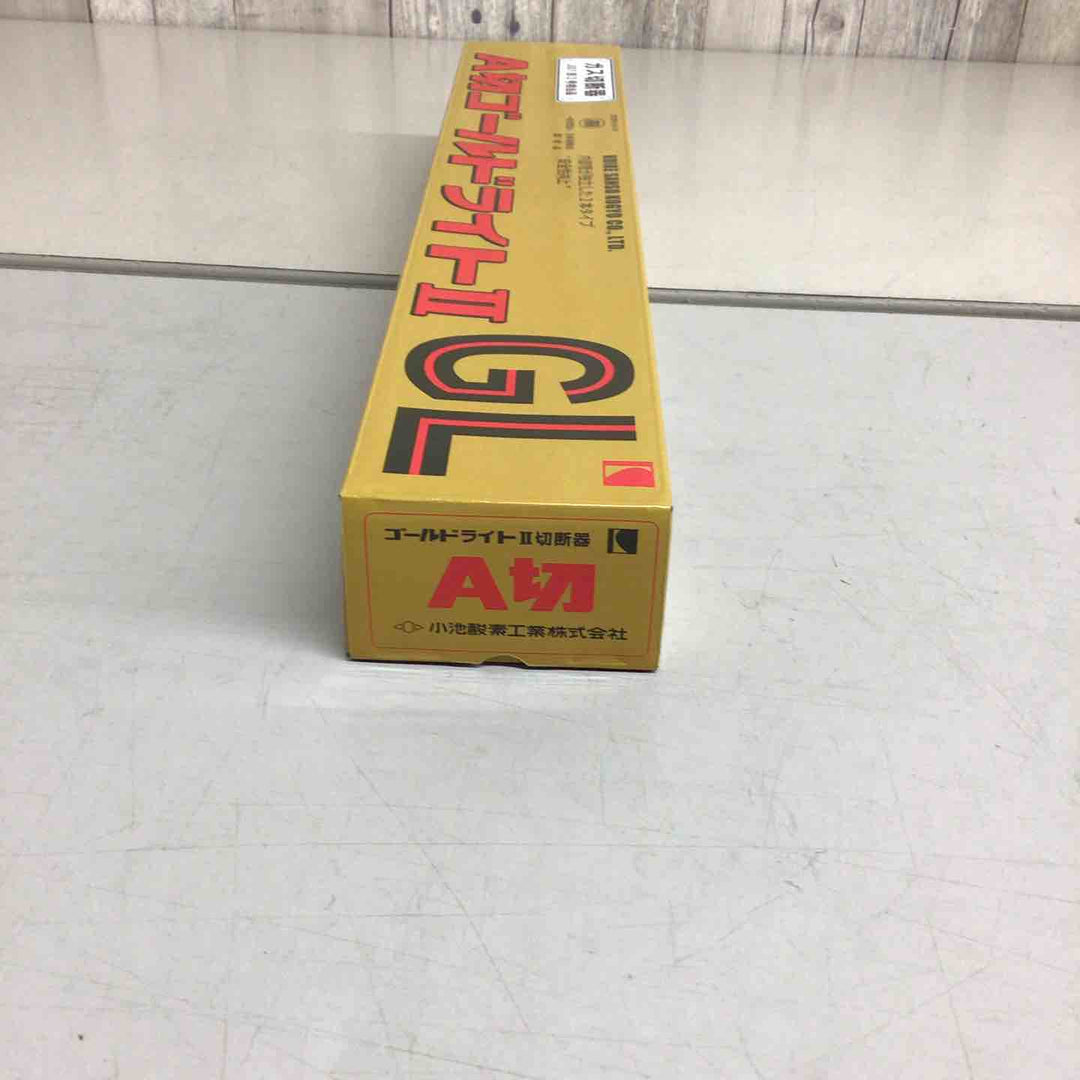 ガス切断器
KOIKE SANSO KOGYO CO., LTD.
A切ゴールドライトⅡ
GL
ゴールドライトⅡ切断器
A切
小池酸素工業株式会社